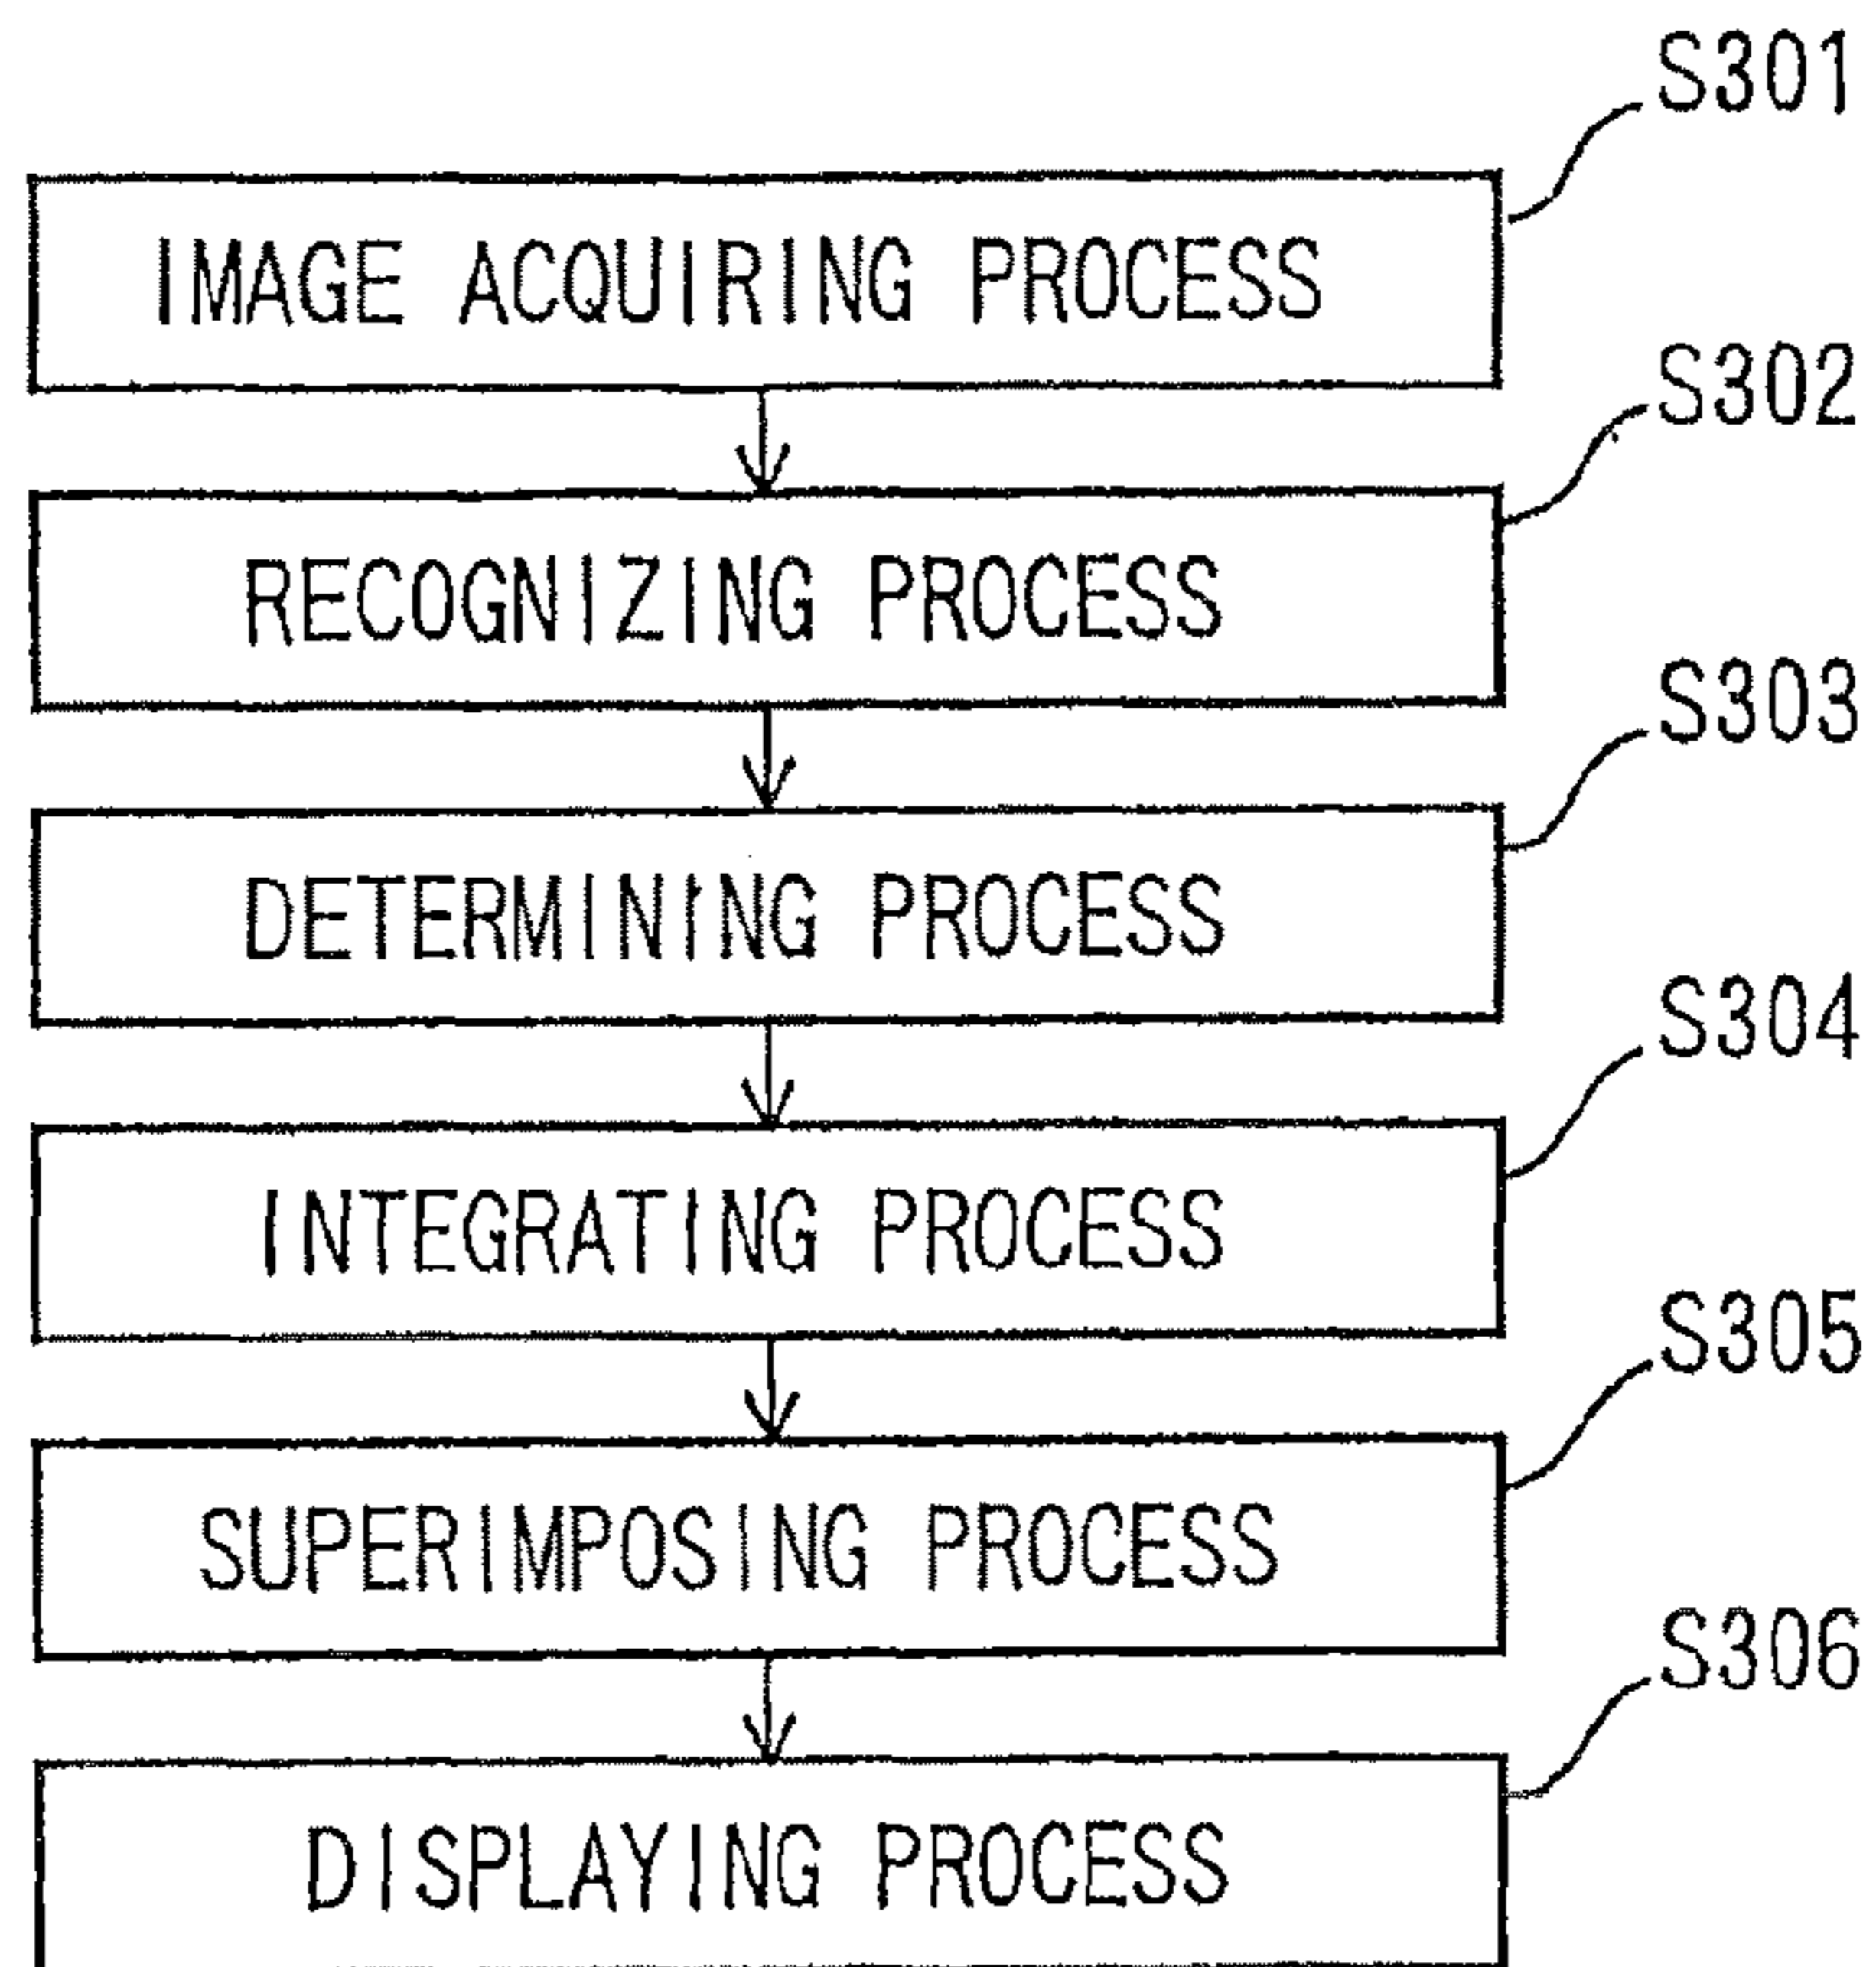 S301
IMAGE ACQUIRING PROCESS
S302
RECOGNIZING PROCESS
S303
DETERMINING PROCESS
S304
INTEGRATING PROCESS
S305
SUPERIMPOSING PROCESS
S306
DISPLAYING PROCESS